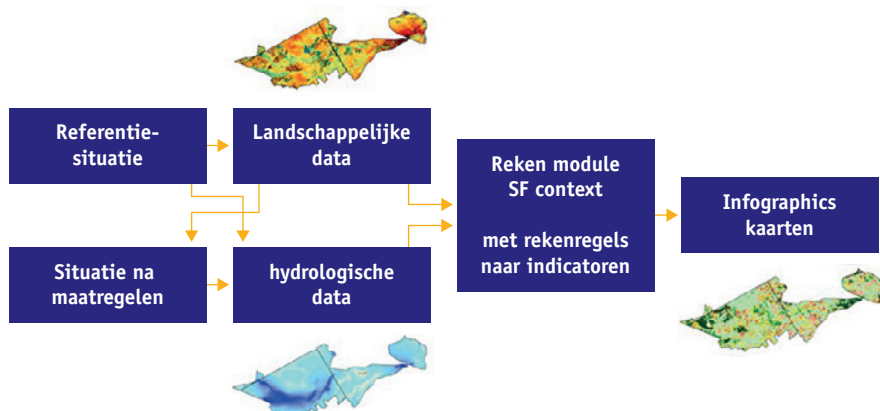 Referentie-
situatie
Landschappelijke
data
Reken module
SF context
met rekenregels
naar indicatoren
Infographics
kaarten
Situatie na
maatregelen
hydrologische
data